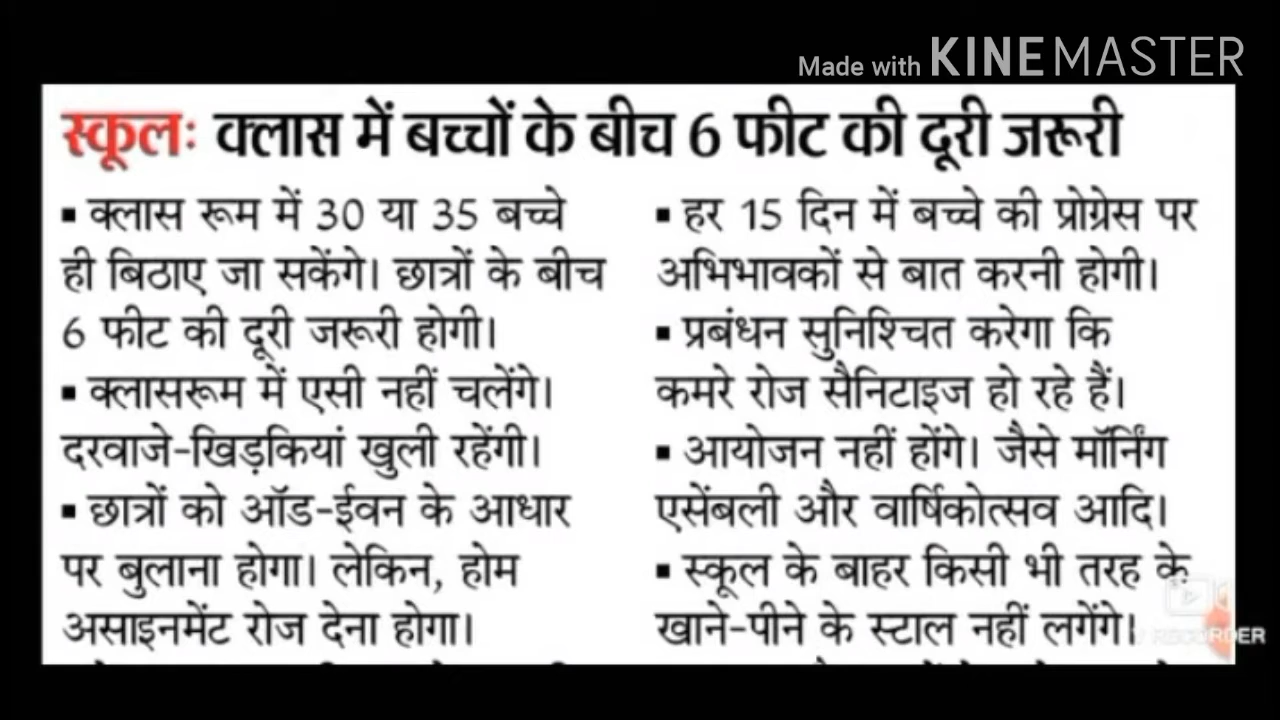 Made with KINEMASTER
स्कूलः क्लास में बच्चों के बीच 6 फीट की दूरी जरूरी
▪ क्लास रूम में 30 या 35 बच्चे
ही बिठाए जा सकेंगे। छात्रों के बीच
6 फीट की दूरी जरूरी होगी।
▪ क्लासरूम में एसी नहीं चलेंगे।
दरवाजे-खिड़कियां खुली रहेंगी।
▪ छात्रों को ऑड-ईवन के आधार
पर बुलाना होगा। लेकिन, होम
असाइनमेंट रोज देना होगा।
▪ हर 15 दिन में बच्चे की प्रोग्रेस पर
अभिभावकों से बात करनी होगी।
▪ प्रबंधन सुनिश्चित करेगा कि
कमरे रोज सैनिटाइज हो रहे हैं।
▪ आयोजन नहीं होंगे। जैसे मॉर्निंग
एसेंबली और वार्षिकोत्सव आदि।
▪ स्कूल के बाहर किसी भी तरह के
खाने-पीने के स्टाल नहीं लगेंगे।
RECORDER